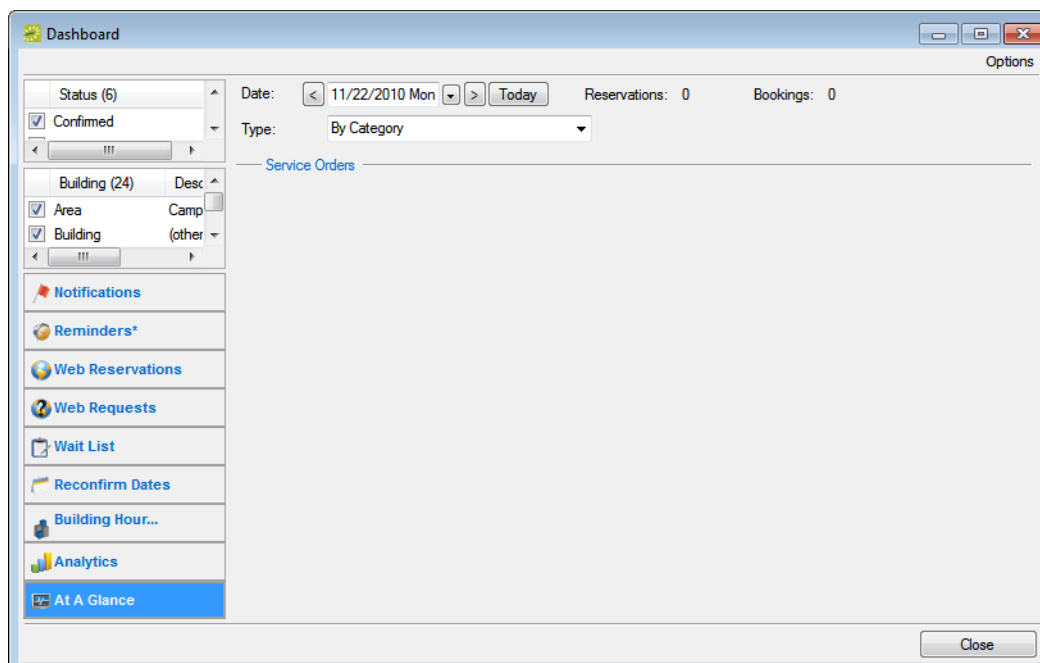 Dashboard
Options
Status (6)
Confirmed
Date: < 11/22/2010 Mon > Today Reservations: 0 Bookings: 0
Type: By Category
Service Orders
Building (24) Desc
Area Camp
Building (other
Notifications
Reminders*
Web Reservations
Web Requests
Wait List
Reconfirm Dates
Building Hour...
Analytics
At A Glance
Close